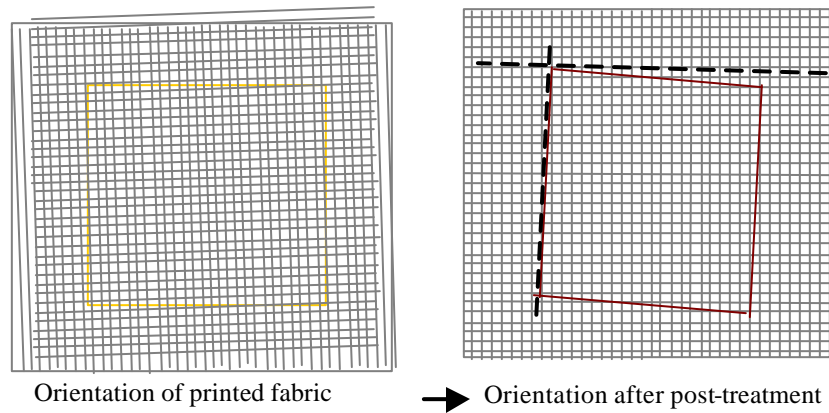 Orientation of printed fabric
Orientation after post-treatment